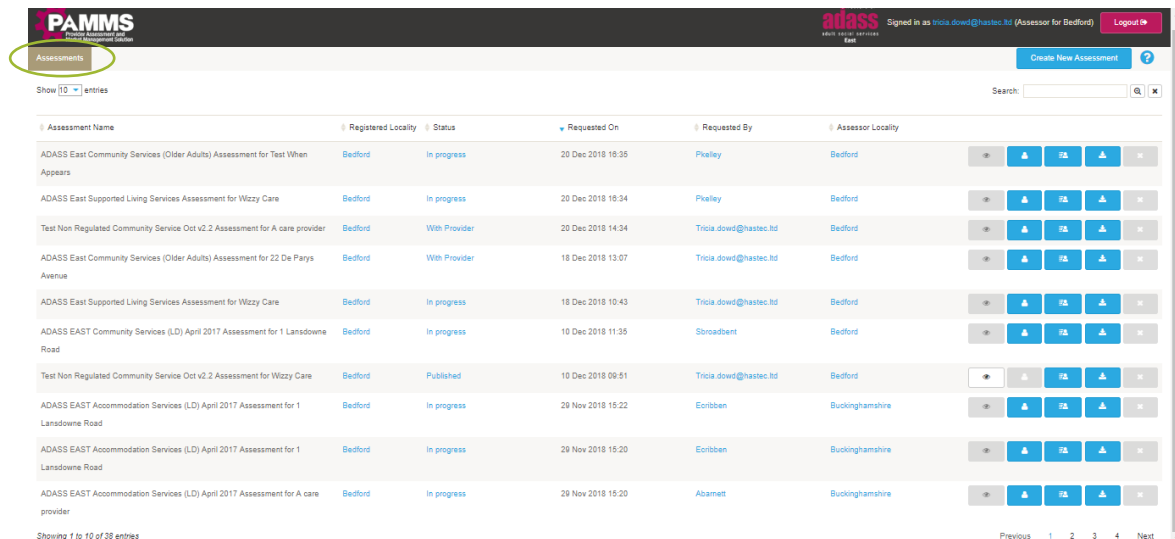 PAMMS
Provider Assessment and
Market Management Solution
adass
adult social services
East
Signed in as tricia.dowd@hastec.ltd (Assessor for Bedford) Logout
Assessments Create New Assessment ?
Show 10 entries Search:
Assessment Name Registered Locality Status Requested On Requested By Assessor Locality
ADASS East Community Services (Older Adults) Assessment for Test When Bedford In progress 20 Dec 2018 16:35 Pkelley Bedford
Appears
ADASS East Supported Living Services Assessment for Wizzy Care Bedford In progress 20 Dec 2018 16:34 Pkelley Bedford
Test Non Regulated Community Service Oct v2.2 Assessment for A care provider Bedford With Provider 20 Dec 2018 14:34 Tricia.dowd@hastec.ltd Bedford
ADASS East Community Services (Older Adults) Assessment for 22 De Parys Bedford With Provider 18 Dec 2018 13:07 Tricia.dowd@hastec.ltd Bedford
Avenue
ADASS East Supported Living Services Assessment for Wizzy Care Bedford In progress 18 Dec 2018 10:43 Tricia.dowd@hastec.ltd Bedford
ADASS EAST Community Services (LD) April 2017 Assessment for 1 Lansdowne Bedford In progress 10 Dec 2018 11:35 Sbroadbent Bedford
Road
Test Non Regulated Community Service Oct v2.2 Assessment for Wizzy Care Bedford Published 10 Dec 2018 09:51 Tricia.dowd@hastec.ltd Bedford
ADASS EAST Accommodation Services (LD) April 2017 Assessment for 1 Bedford In progress 29 Nov 2018 15:22 Ecribben Buckinghamshire
Lansdowne Road
ADASS EAST Accommodation Services (LD) April 2017 Assessment for 1 Bedford In progress 29 Nov 2018 15:20 Ecribben Buckinghamshire
Lansdowne Road
ADASS EAST Accommodation Services (LD) April 2017 Assessment for A care Bedford In progress 29 Nov 2018 15:20 Abarnett Buckinghamshire
provider
Showing 1 to 10 of 38 entries Previous 1 2 3 4 Next